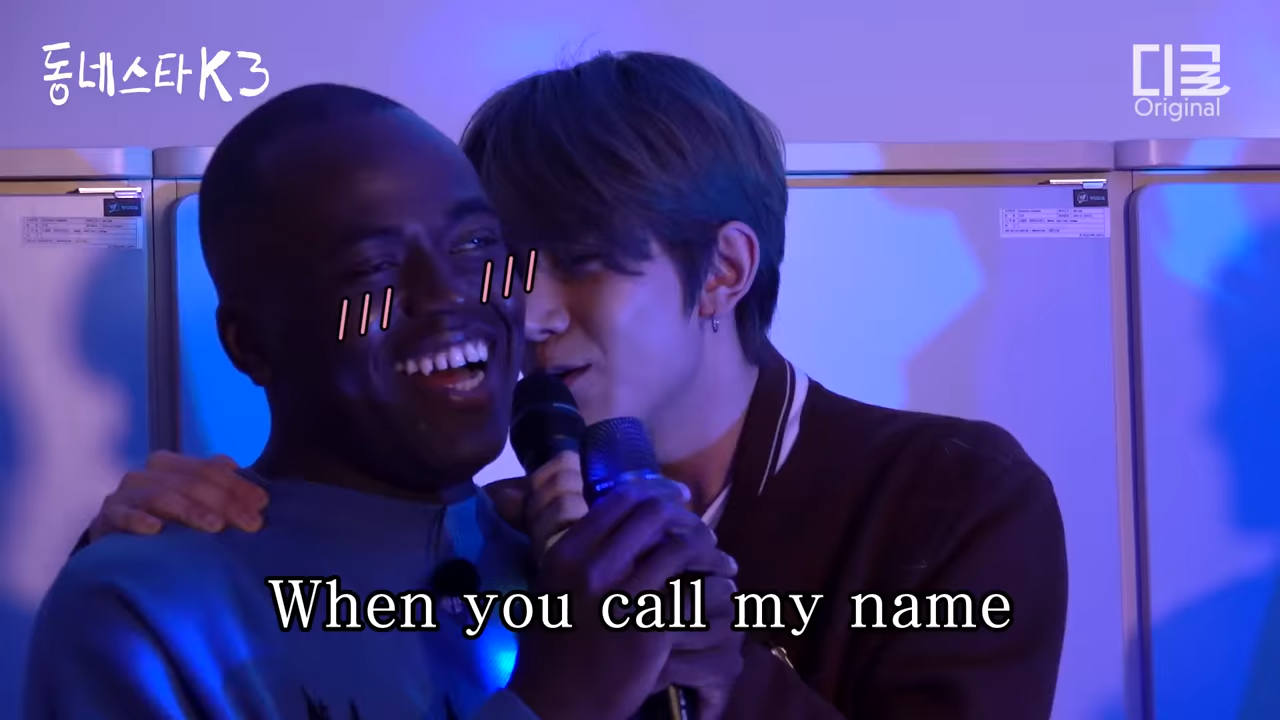 동네스타K3
디글
Original
When you call my name